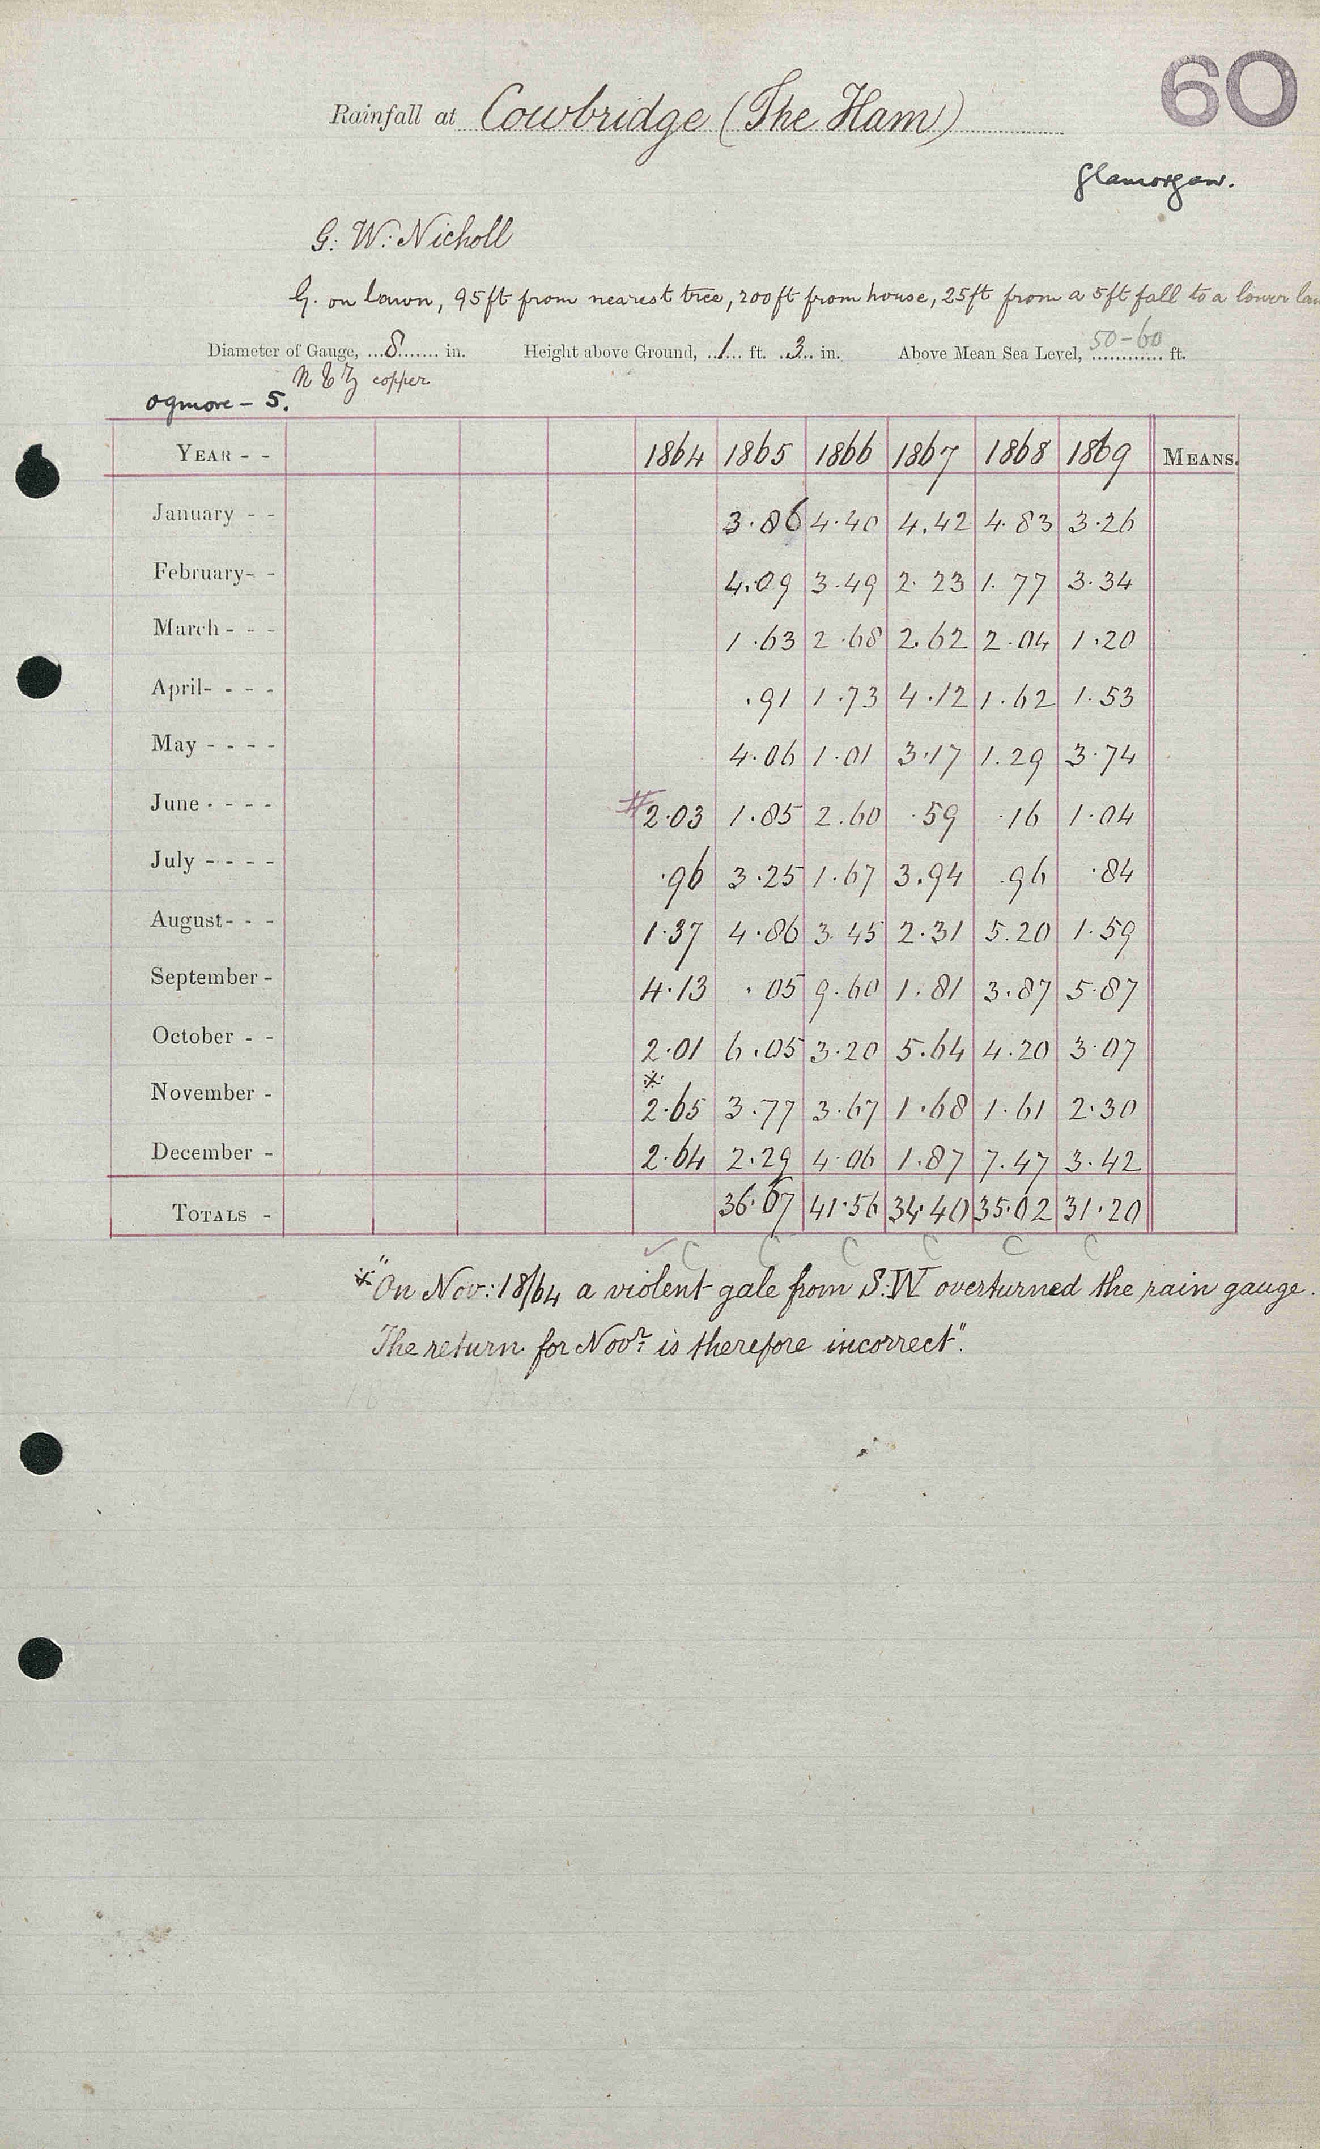 60
Rainfall at Cowbridge (The Ham)
Glamorgan.
G: W: Nicholl
G. on lawn, 95ft from nearest tree, 200ft from house, 25ft from a 5ft fall to a lower
Diameter of Gauge, 8 in. Height above Ground, 1 ft. 3 in. Above Mean Sea Level, 50-60 ft.
N & Z copper
Ogmore - 5.
YEAR - - 1864 1865 1866 1867 1868 1869 MEANS.
January - - 3.86 4.40 4.42 4.83 3.26
February- - 4.09 3.49 2.23 1.77 3.34
March - - - 1.63 2.68 2.62 2.04 1.20
April- - - - .91 1.73 4.12 1.62 1.53
May - - - - 4.06 1.01 3.17 1.29 3.74
June - - - - #2.03 1.85 2.60 .59 .16 1.04
July - - - - .96 3.25 1.67 3.94 .96 .84
August- - - 1.37 4.86 3.45 2.31 5.20 1.59
September - 4.13 .05 9.60 1.81 3.87 5.87
October - - 2.01 6.05 3.20 5.64 4.20 3.07
*
November - 2.65 3.77 3.67 1.68 1.61 2.30
December - 2.64 2.29 4.06 1.87 7.47 3.42
TOTALS - 36.67 41.56 34.40 35.02 31.20
C C C C C C
*"On Nov: 18/64 a violent gale from S:W overturned the rain gauge.
The return for Novr: is therefore incorrect".